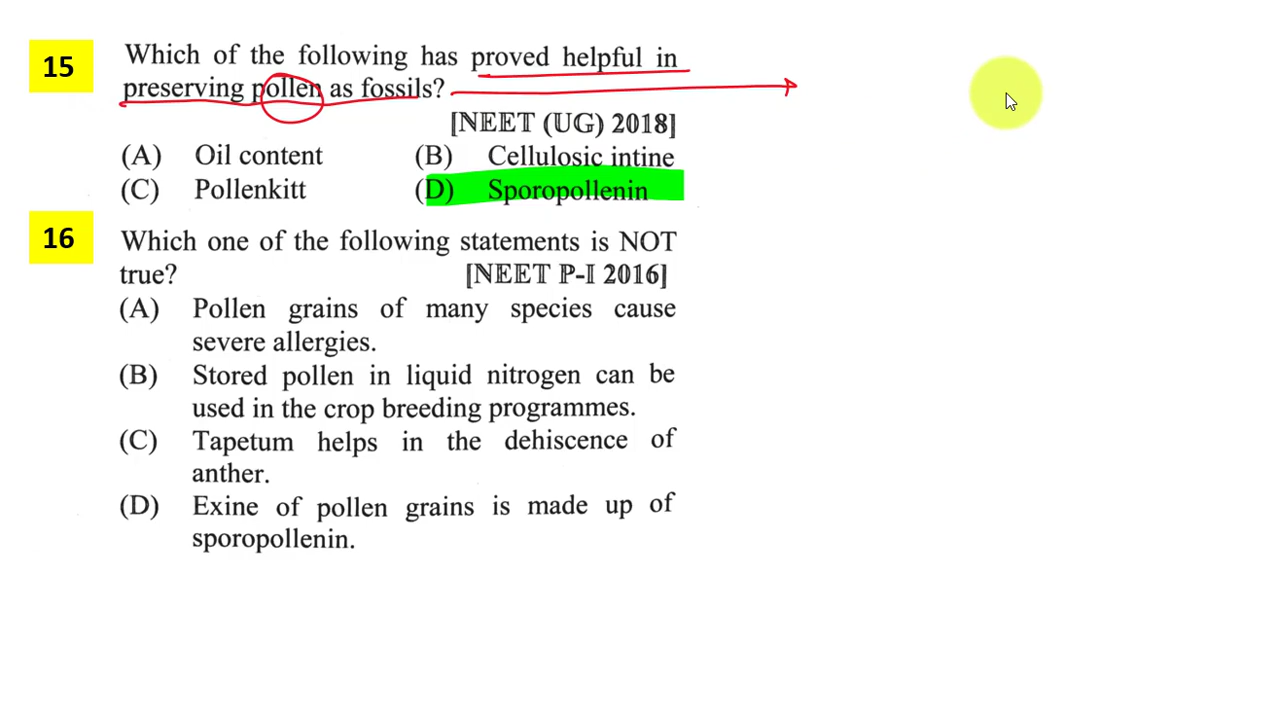 15
Which of the following has proved helpful in
preserving pollen as fossils?
[NEET (UG) 2018]
(A) Oil content (B) Cellulosic intine
(C) Pollenkitt (D) Sporopollenin
16
Which one of the following statements is NOT
true? [NEET P-I 2016]
(A) Pollen grains of many species cause
severe allergies.
(B) Stored pollen in liquid nitrogen can be
used in the crop breeding programmes.
(C) Tapetum helps in the dehiscence of
anther.
(D) Exine of pollen grains is made up of
sporopollenin.